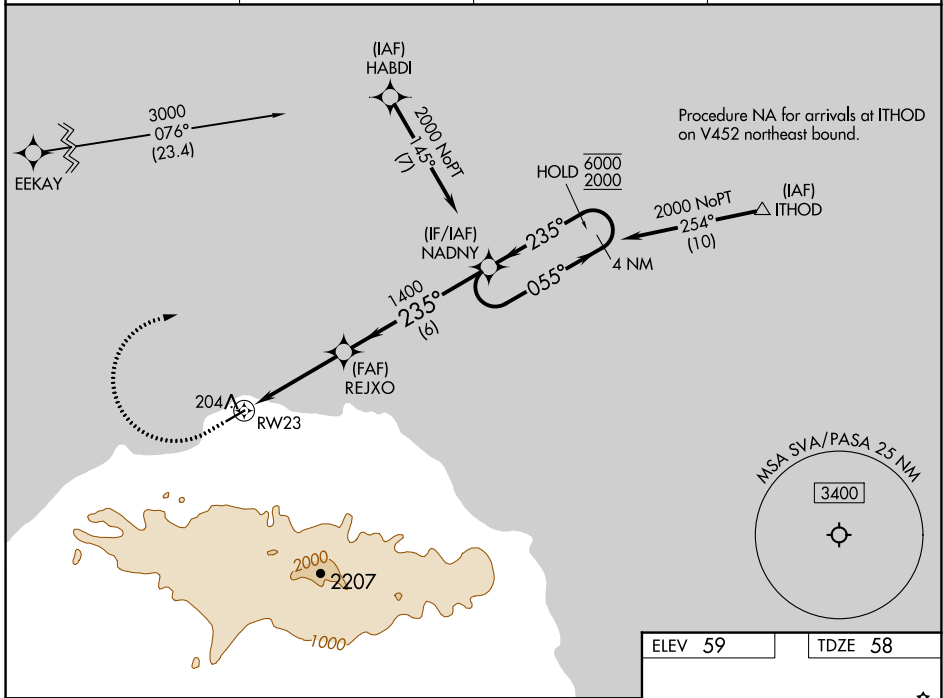 (IAF)
HABDI
3000
076°
(23.4)
EEKAY
2000 NoPT
145°
(7)
Procedure NA for arrivals at ITHOD
on V452 northeast bound.
HOLD 6000
2000
2000 NoPT
254°
(10)
(IAF)
ITHOD
(IF/IAF)
NADNY
235°
055°
4 NM
1400
235°
(6)
(FAF)
REJXO
204
RW23
MSA SVA/PASA 25 NM
3400
2000
2207
1000
ELEV 59
TDZE 58